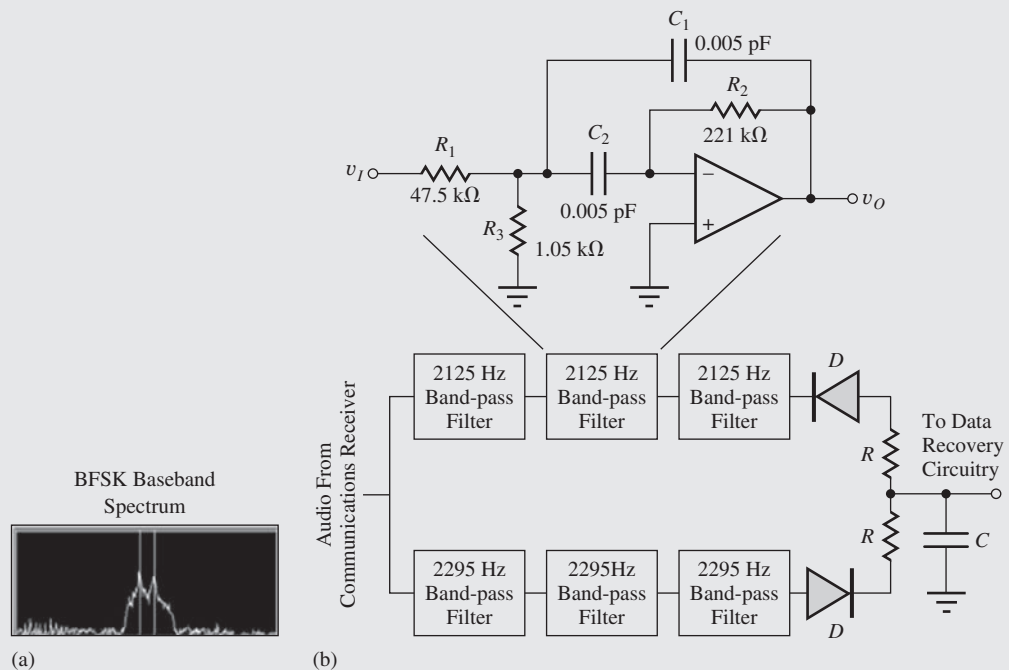 C1
0.005 pF
R2
221 kΩ
C2
R1
vI
47.5 kΩ
0.005 pF
−
+
vO
R3
1.05 kΩ
2125 Hz
Band-pass
Filter
2125 Hz
Band-pass
Filter
2125 Hz
Band-pass
Filter
D
R
To Data
Recovery
Circuitry
Audio From
Communications Receiver
R
C
2295 Hz
Band-pass
Filter
2295Hz
Band-pass
Filter
2295 Hz
Band-pass
Filter
D
BFSK Baseband
Spectrum
(a)
(b)